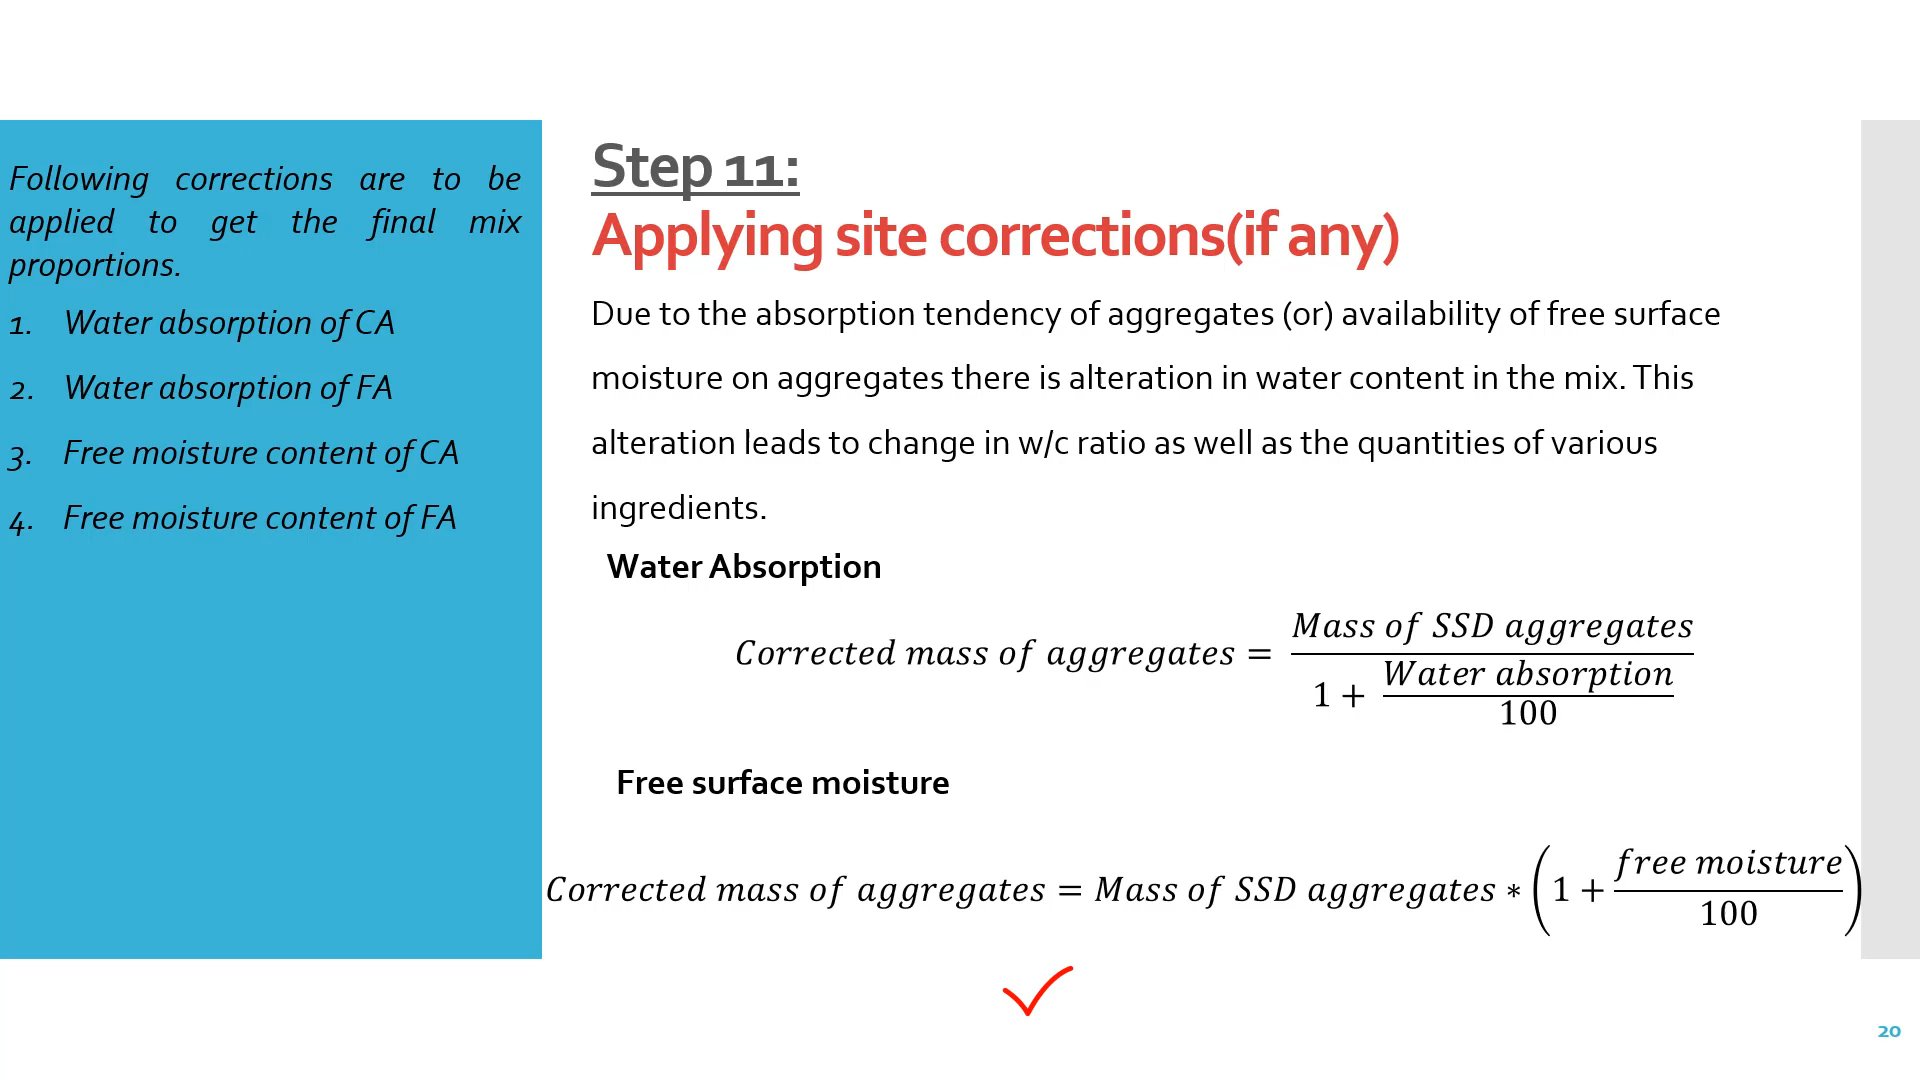 Following corrections are to be
applied to get the final mix
proportions.
1. Water absorption of CA
2. Water absorption of FA
3. Free moisture content of CA
4. Free moisture content of FA
Step 11:
Applying site corrections(if any)
Due to the absorption tendency of aggregates (or) availability of free surface
moisture on aggregates there is alteration in water content in the mix. This
alteration leads to change in w/c ratio as well as the quantities of various
ingredients.
Water Absorption
Corrected mass of aggregates = Mass of SSD aggregates / (1 + Water absorption / 100)
Free surface moisture
Corrected mass of aggregates = Mass of SSD aggregates * (1 + free moisture / 100)
20